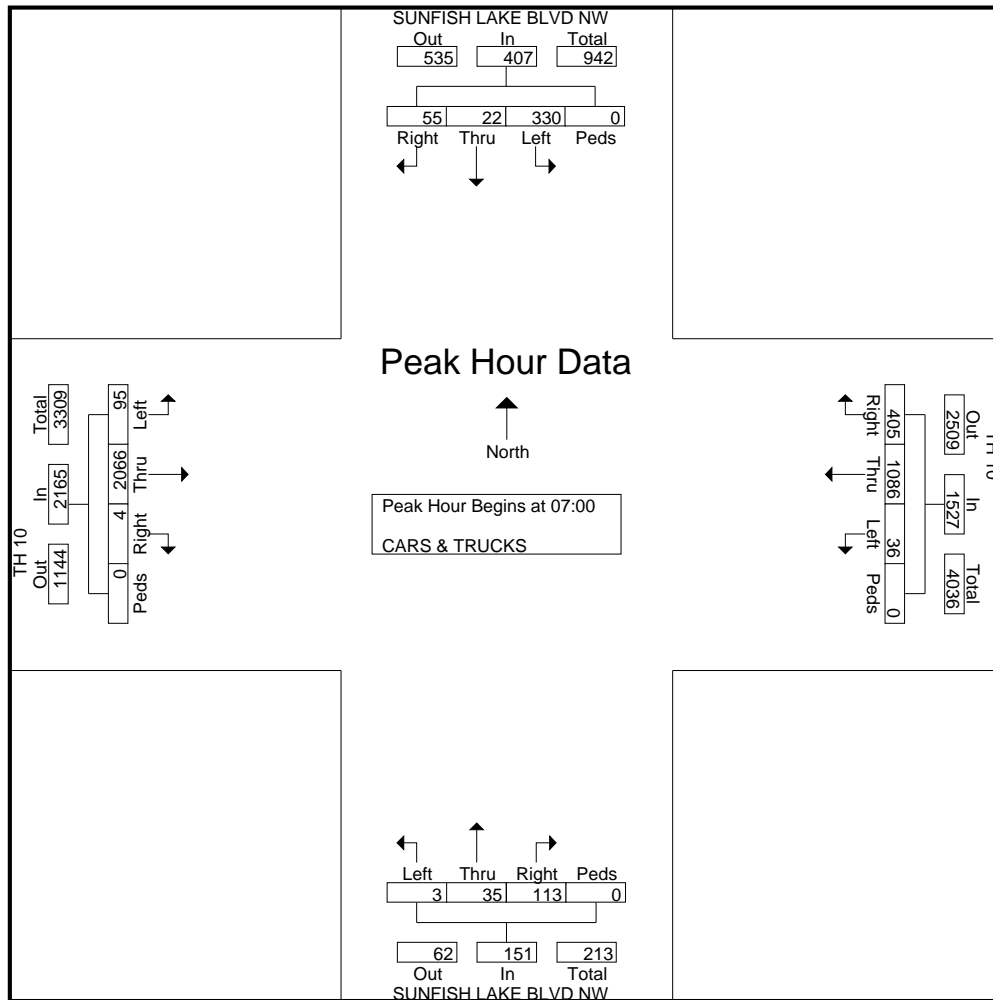 SUNFISH LAKE BLVD NW
Out In Total
535 407 942
55 22 330 0
Right Thru Left Peds
Peak Hour Data
North
Peak Hour Begins at 07:00
CARS & TRUCKS
TH 10
Total In Out
3309 2165 1144
95 2066 4 0
Left Thru Right Peds
Right Thru Left Peds
405 1086 36 0
Out In Total
2509 1527 4036
TH 10
Left Thru Right Peds
3 35 113 0
62 151 213
Out In Total
SUNFISH LAKE BLVD NW